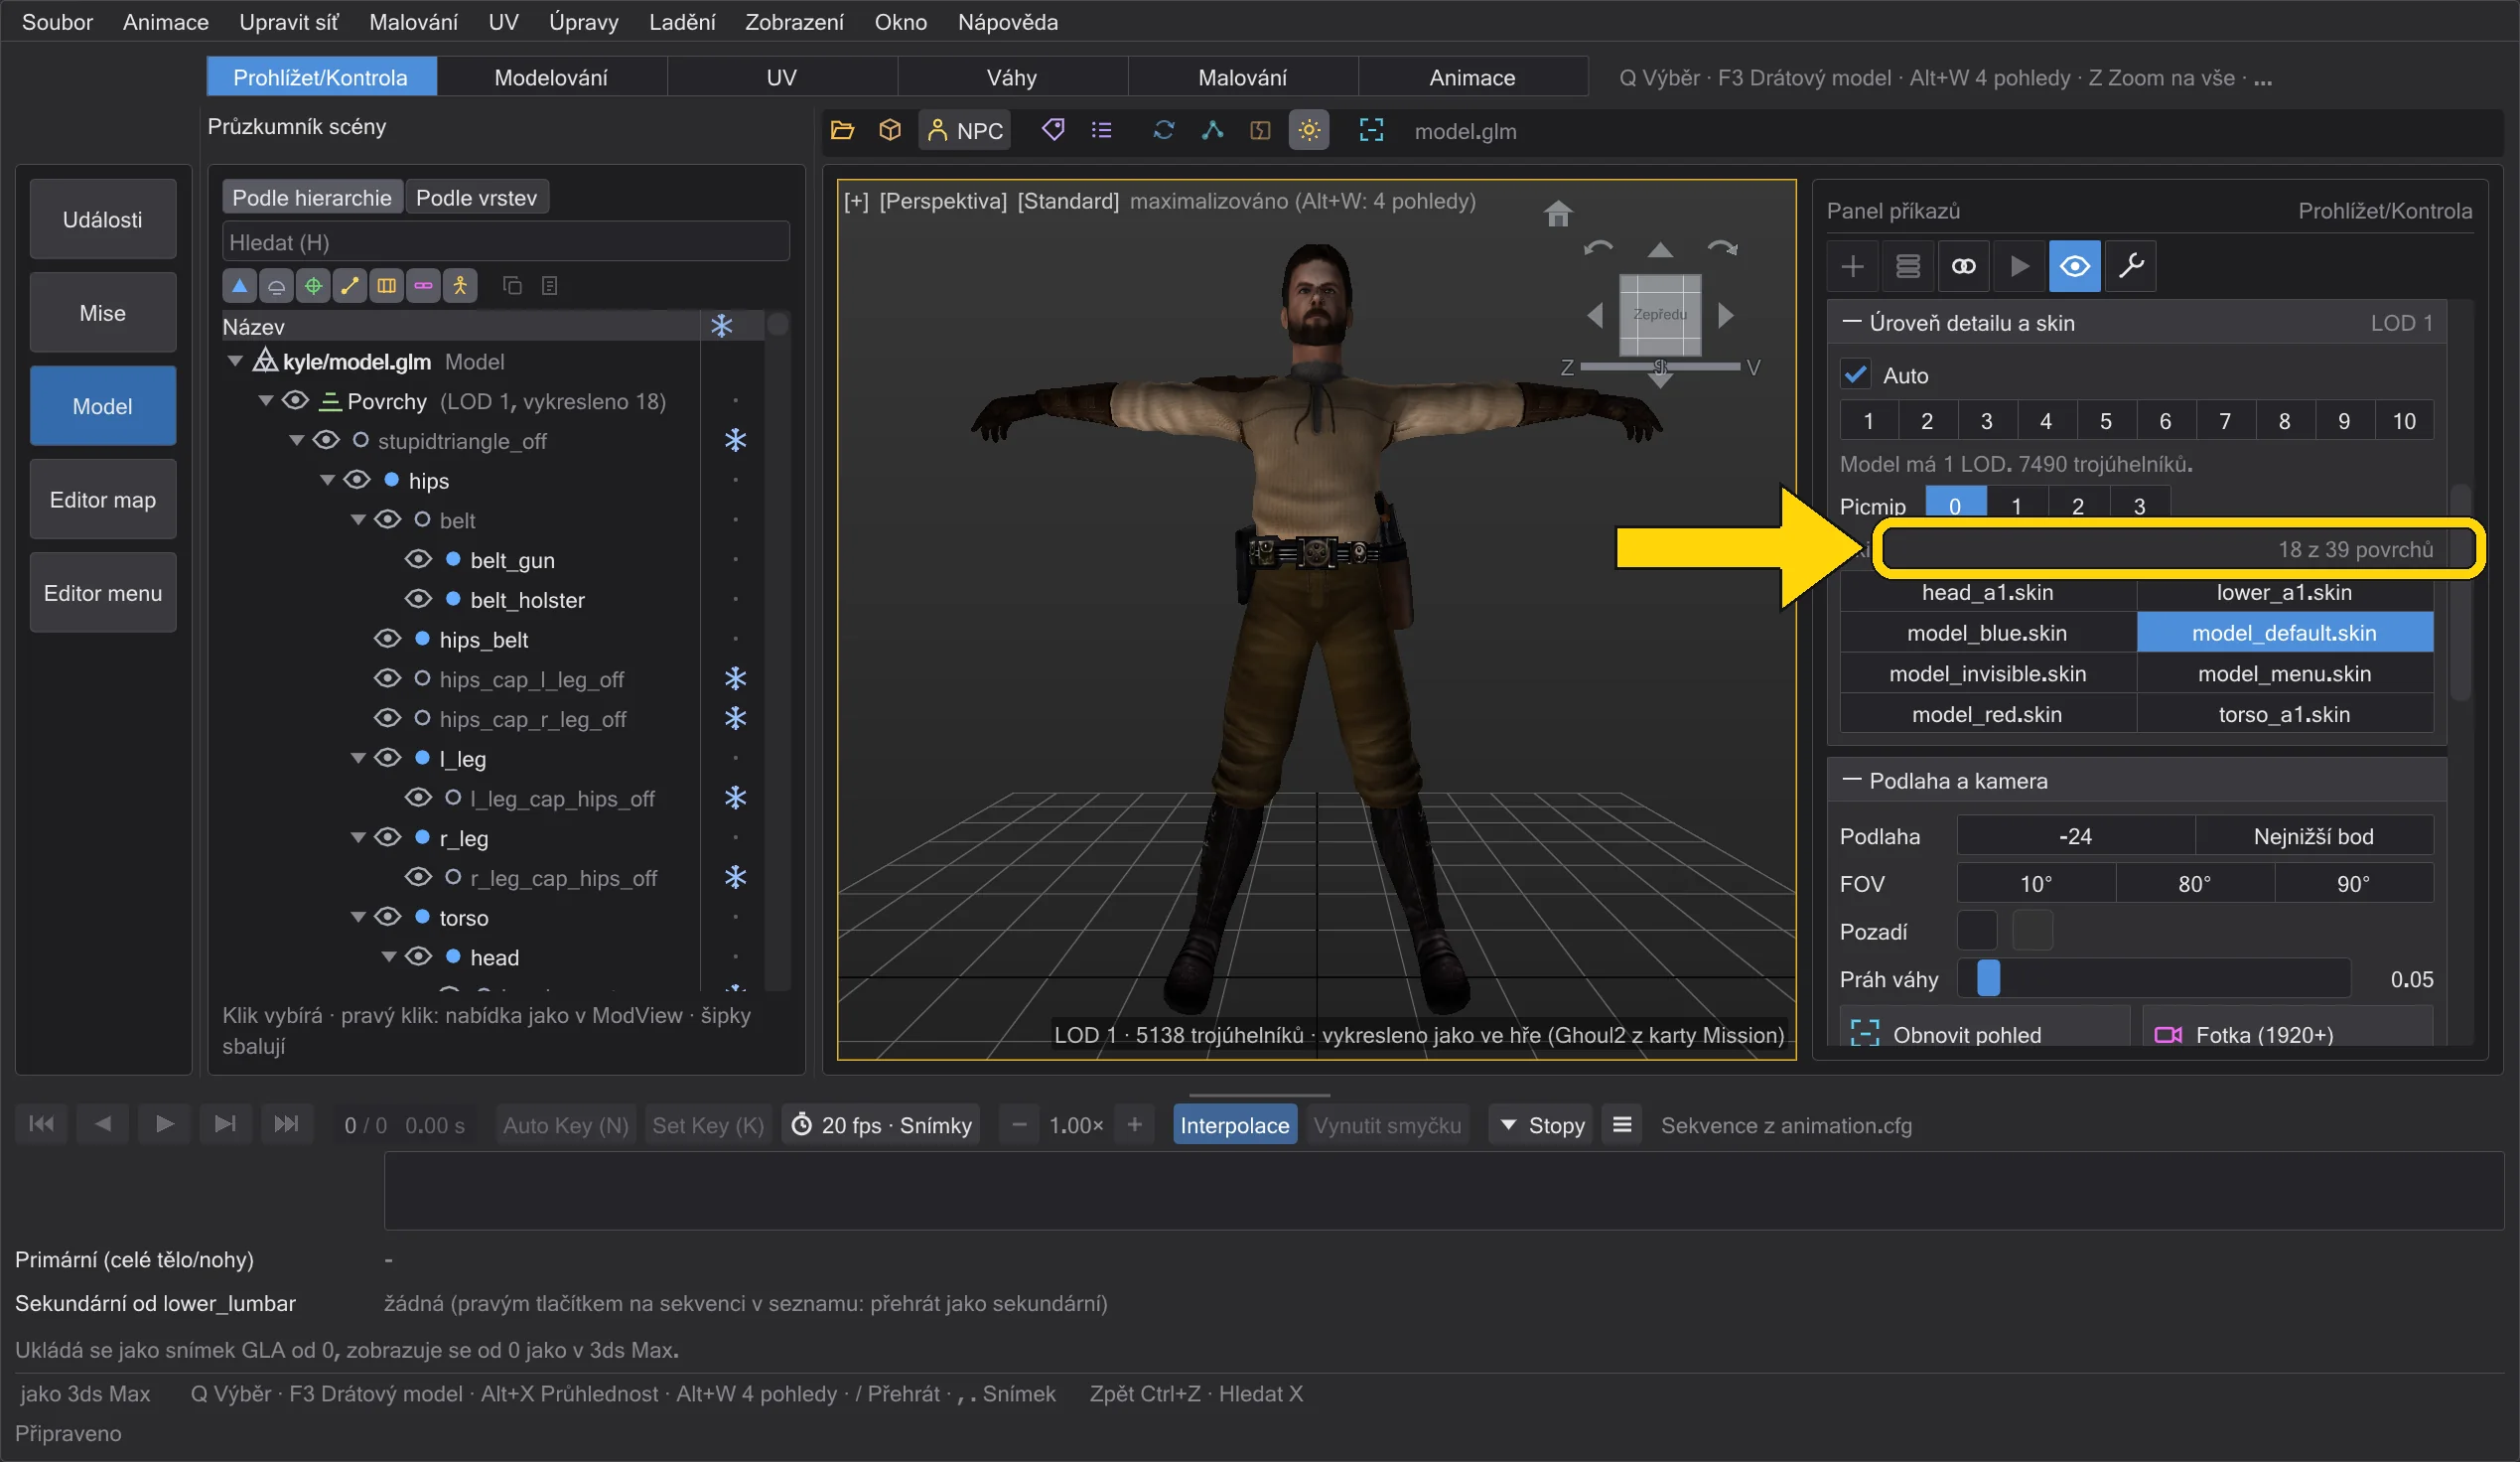 Soubor Animace Upravit síť Malování UV Úpravy Ladění Zobrazení Okno Nápověda
Prohlížet/Kontrola Modelování UV Váhy Malování Animace Q Výběr · F3 Drátový model · Alt+W 4 pohledy · Z Zoom na vše · ...
Průzkumník scény
NPC model.glm
Události
Mise
Model
Editor map
Editor menu
Podle hierarchie Podle vrstev
Hledat (H)
Název
kyle/model.glm Model
Povrchy (LOD 1, vykresleno 18)
stupidtriangle_off
hips
belt
belt_gun
belt_holster
hips_belt
hips_cap_l_leg_off
hips_cap_r_leg_off
l_leg
l_leg_cap_hips_off
r_leg
r_leg_cap_hips_off
torso
head
Klik vybírá · pravý klik: nabídka jako v ModView · šipky
sbalují
[+] [Perspektiva] [Standard] maximalizováno (Alt+W: 4 pohledy)
Zepředu
Z S V
LOD 1 · 5138 trojúhelníků · vykresleno jako ve hře (Ghoul2 z karty Mission)
Panel příkazů Prohlížet/Kontrola
Úroveň detailu a skin LOD 1
Auto
1 2 3 4 5 6 7 8 9 10
Model má 1 LOD. 7490 trojúhelníků.
Picmip 0 1 2 3
18 z 39 povrchů
head_a1.skin lower_a1.skin
model_blue.skin model_default.skin
model_invisible.skin model_menu.skin
model_red.skin torso_a1.skin
Podlaha a kamera
Podlaha -24 Nejnižší bod
FOV 10° 80° 90°
Pozadí
Práh váhy 0.05
Obnovit pohled Fotka (1920+)
0 / 0 0.00 s Auto Key (N) Set Key (K) 20 fps · Snímky − 1.00× + Interpolace Vynutit smyčku Stopy Sekvence z animation.cfg
Primární (celé tělo/nohy) -
Sekundární od lower_lumbar žádná (pravým tlačítkem na sekvenci v seznamu: přehrát jako sekundární)
Ukládá se jako snímek GLA od 0, zobrazuje se od 0 jako v 3ds Max.
jako 3ds Max Q Výběr · F3 Drátový model · Alt+X Průhlednost · Alt+W 4 pohledy · / Přehrát · , . Snímek Zpět Ctrl+Z · Hledat X
Připraveno